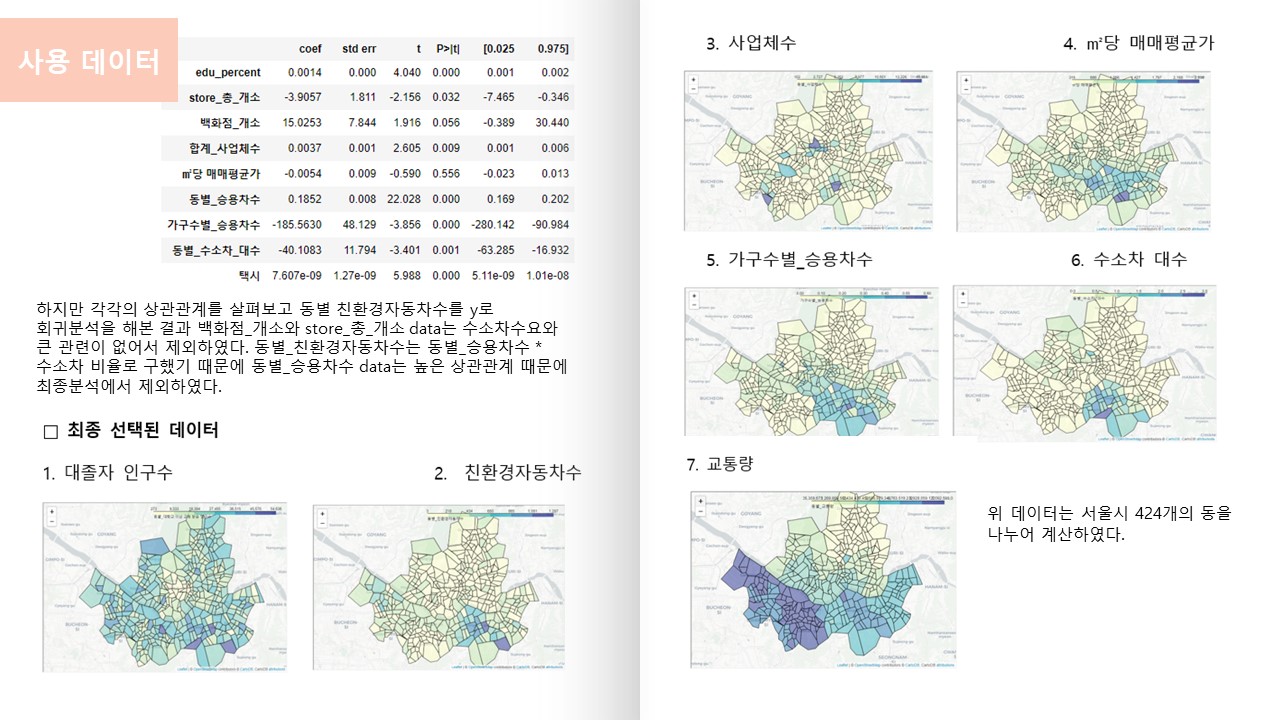 사용 데이터
coef std err t P>|t| [0.025 0.975]
edu_percent 0.0014 0.000 4.040 0.000 0.001 0.002
store_총_개소 -3.9057 1.811 -2.156 0.032 -7.465 -0.346
백화점_개소 15.0253 7.844 1.916 0.056 -0.389 30.440
합계_사업체수 0.0037 0.001 2.605 0.009 0.001 0.006
㎡당 매매평균가 -0.0054 0.009 -0.590 0.556 -0.023 0.013
동별_승용차수 0.1852 0.008 22.028 0.000 0.169 0.202
가구수별_승용차수 -185.5630 48.129 -3.856 0.000 -280.142 -90.984
동별_수소차_대수 -40.1083 11.794 -3.401 0.001 -63.285 -16.932
택시 7.607e-09 1.27e-09 5.988 0.000 5.11e-09 1.01e-08
하지만 각각의 상관관계를 살펴보고 동별 친환경자동차수를 y로
회귀분석을 해본 결과 백화점_개소와 store_총_개소 data는 수소차수요와
큰 관련이 없어서 제외하였다. 동별_친환경자동차수는 동별_승용차수 *
수소차 비율로 구했기 때문에 동별_승용차수 data는 높은 상관관계 때문에
최종분석에서 제외하였다.
□ 최종 선택된 데이터
1. 대졸자 인구수
2. 친환경자동차수
3. 사업체수
4. ㎡당 매매평균가
5. 가구수별_승용차수
6. 수소차 대수
7. 교통량
위 데이터는 서울시 424개의 동을
나누어 계산하였다.